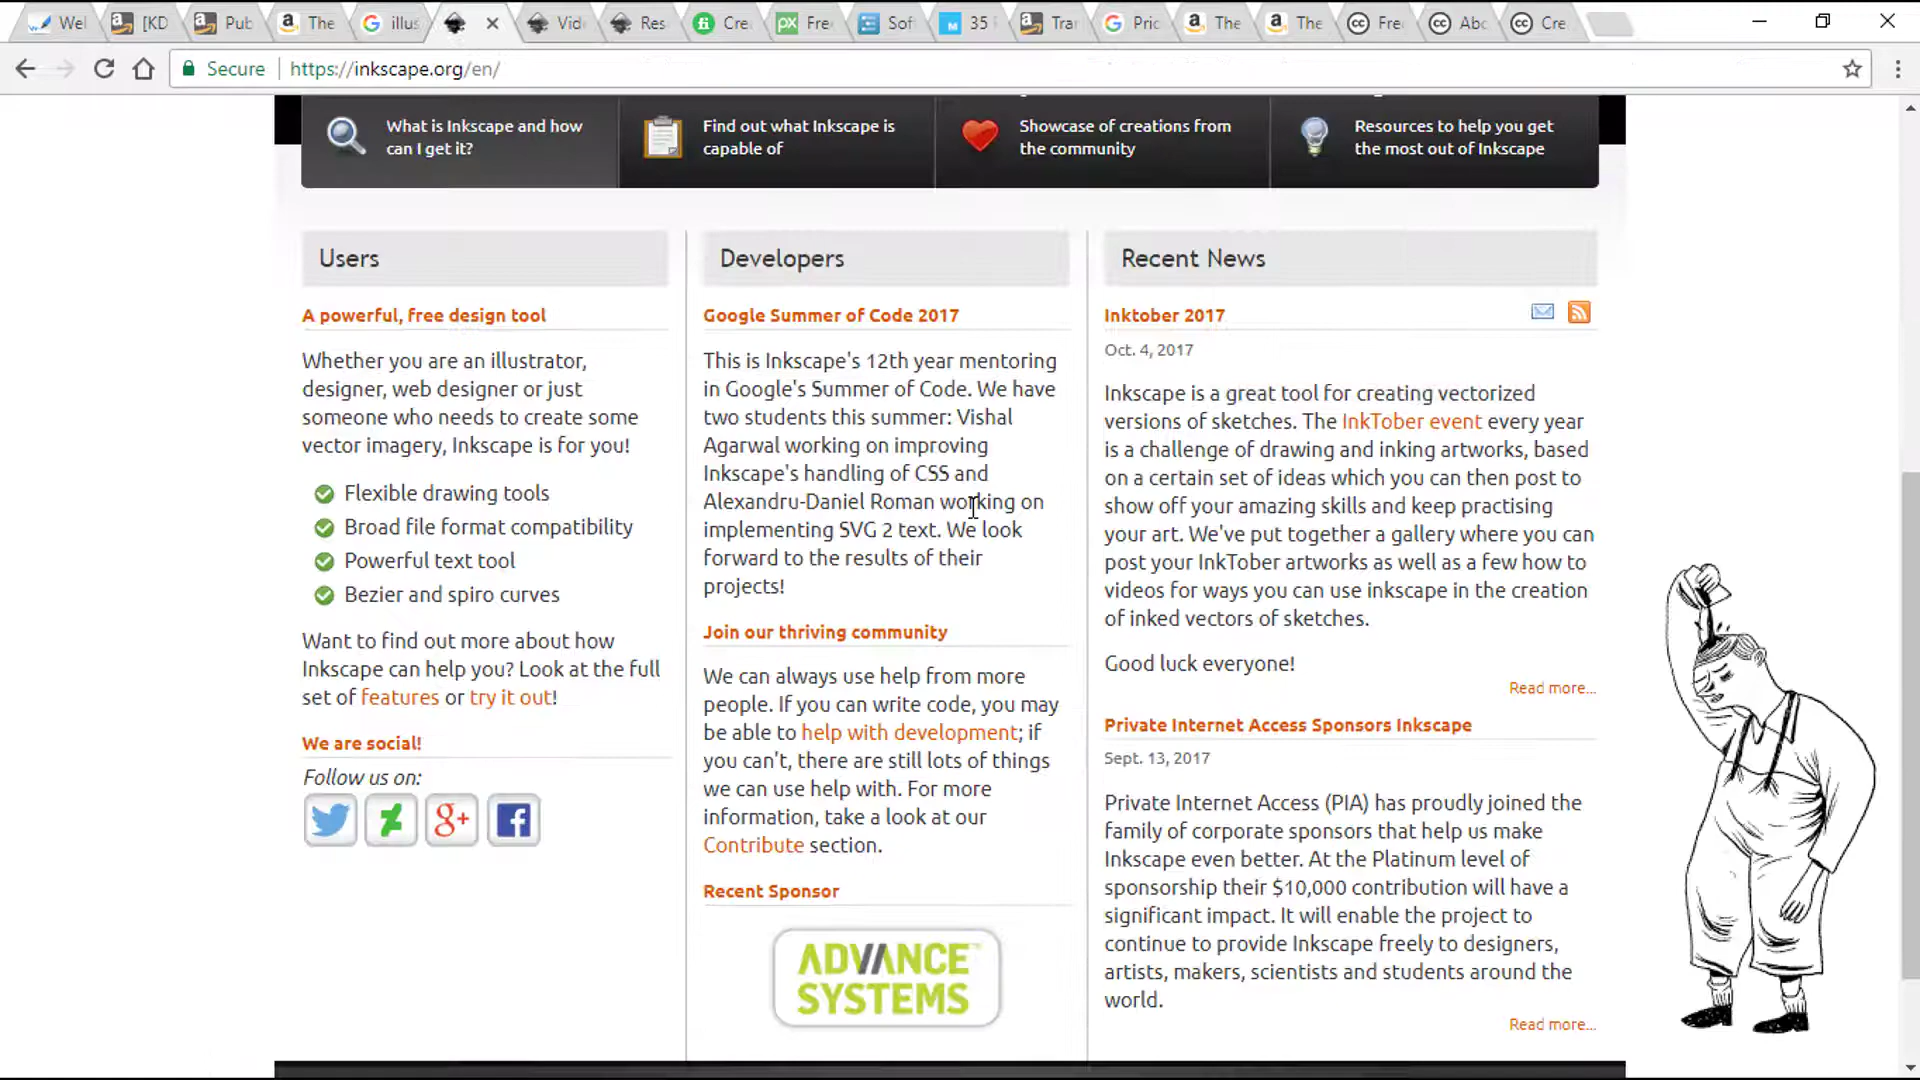 Wel
[KD
Pub
The
illus
Vide
Res
Cre
Fre
Sof
35
Trar
Pric
The
The
Fre
Abo
Cre
Secure
https://inkscape.org/en/
What is Inkscape and how
can I get it?
Find out what Inkscape is
capable of
Showcase of creations from
the community
Resources to help you get
the most out of Inkscape
Users
A powerful, free design tool
Whether you are an illustrator,
designer, web designer or just
someone who needs to create some
vector imagery, Inkscape is for you!
Flexible drawing tools
Broad file format compatibility
Powerful text tool
Bezier and spiro curves
Want to find out more about how
Inkscape can help you? Look at the full
set of features or try it out!
We are social!
Follow us on:
g+
Developers
Google Summer of Code 2017
This is Inkscape's 12th year mentoring
in Google's Summer of Code. We have
two students this summer: Vishal
Agarwal working on improving
Inkscape's handling of CSS and
Alexandru-Daniel Roman working on
implementing SVG 2 text. We look
forward to the results of their
projects!
Join our thriving community
We can always use help from more
people. If you can write code, you may
be able to help with development; if
you can't, there are still lots of things
we can use help with. For more
information, take a look at our
Contribute section.
Recent Sponsor
ADVANCE
SYSTEMS
Recent News
Inktober 2017
Oct. 4, 2017
Inkscape is a great tool for creating vectorized
versions of sketches. The InkTober event every year
is a challenge of drawing and inking artworks, based
on a certain set of ideas which you can then post to
show off your amazing skills and keep practising
your art. We've put together a gallery where you can
post your InkTober artworks as well as a few how to
videos for ways you can use inkscape in the creation
of inked vectors of sketches.
Good luck everyone!
Read more...
Private Internet Access Sponsors Inkscape
Sept. 13, 2017
Private Internet Access (PIA) has proudly joined the
family of corporate sponsors that help us make
Inkscape even better. At the Platinum level of
sponsorship their $10,000 contribution will have a
significant impact. It will enable the project to
continue to provide Inkscape freely to designers,
artists, makers, scientists and students around the
world.
Read more...